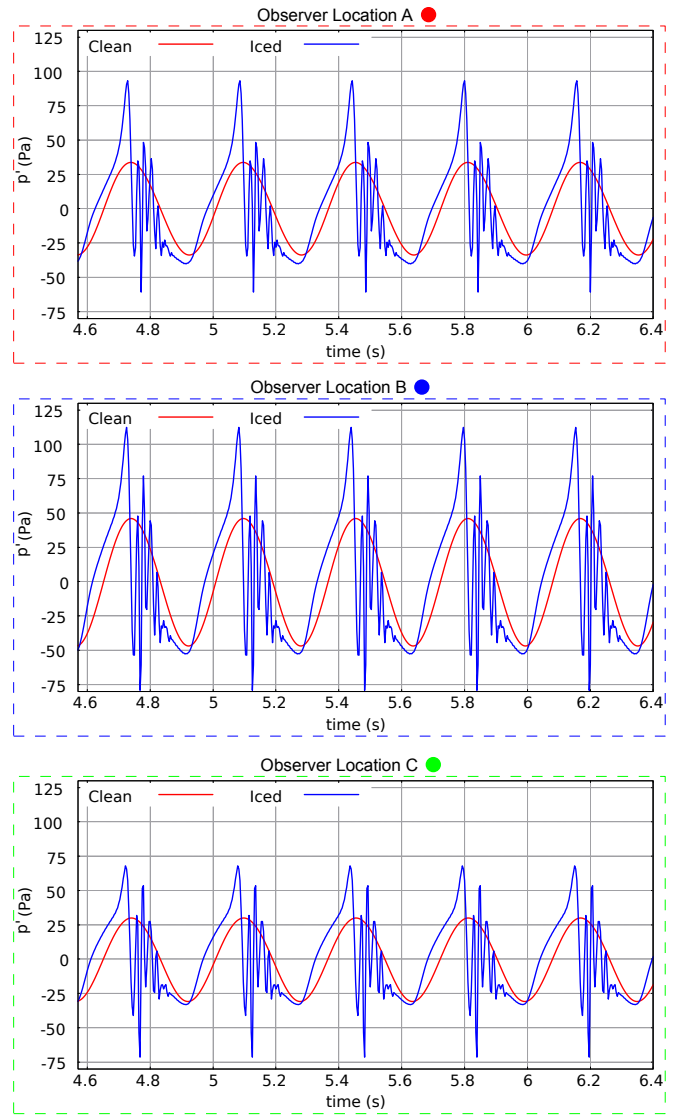 Observer Location A
125
Clean Iced
100
75
50
25
0
-25
-50
-75
p' (Pa)
4.6 4.8 5 5.2 5.4 5.6 5.8 6 6.2 6.4
time (s)
Observer Location B
125
Clean Iced
100
75
50
25
0
-25
-50
-75
p' (Pa)
4.6 4.8 5 5.2 5.4 5.6 5.8 6 6.2 6.4
time (s)
Observer Location C
125
Clean Iced
100
75
50
25
0
-25
-50
-75
p' (Pa)
4.6 4.8 5 5.2 5.4 5.6 5.8 6 6.2 6.4
time (s)